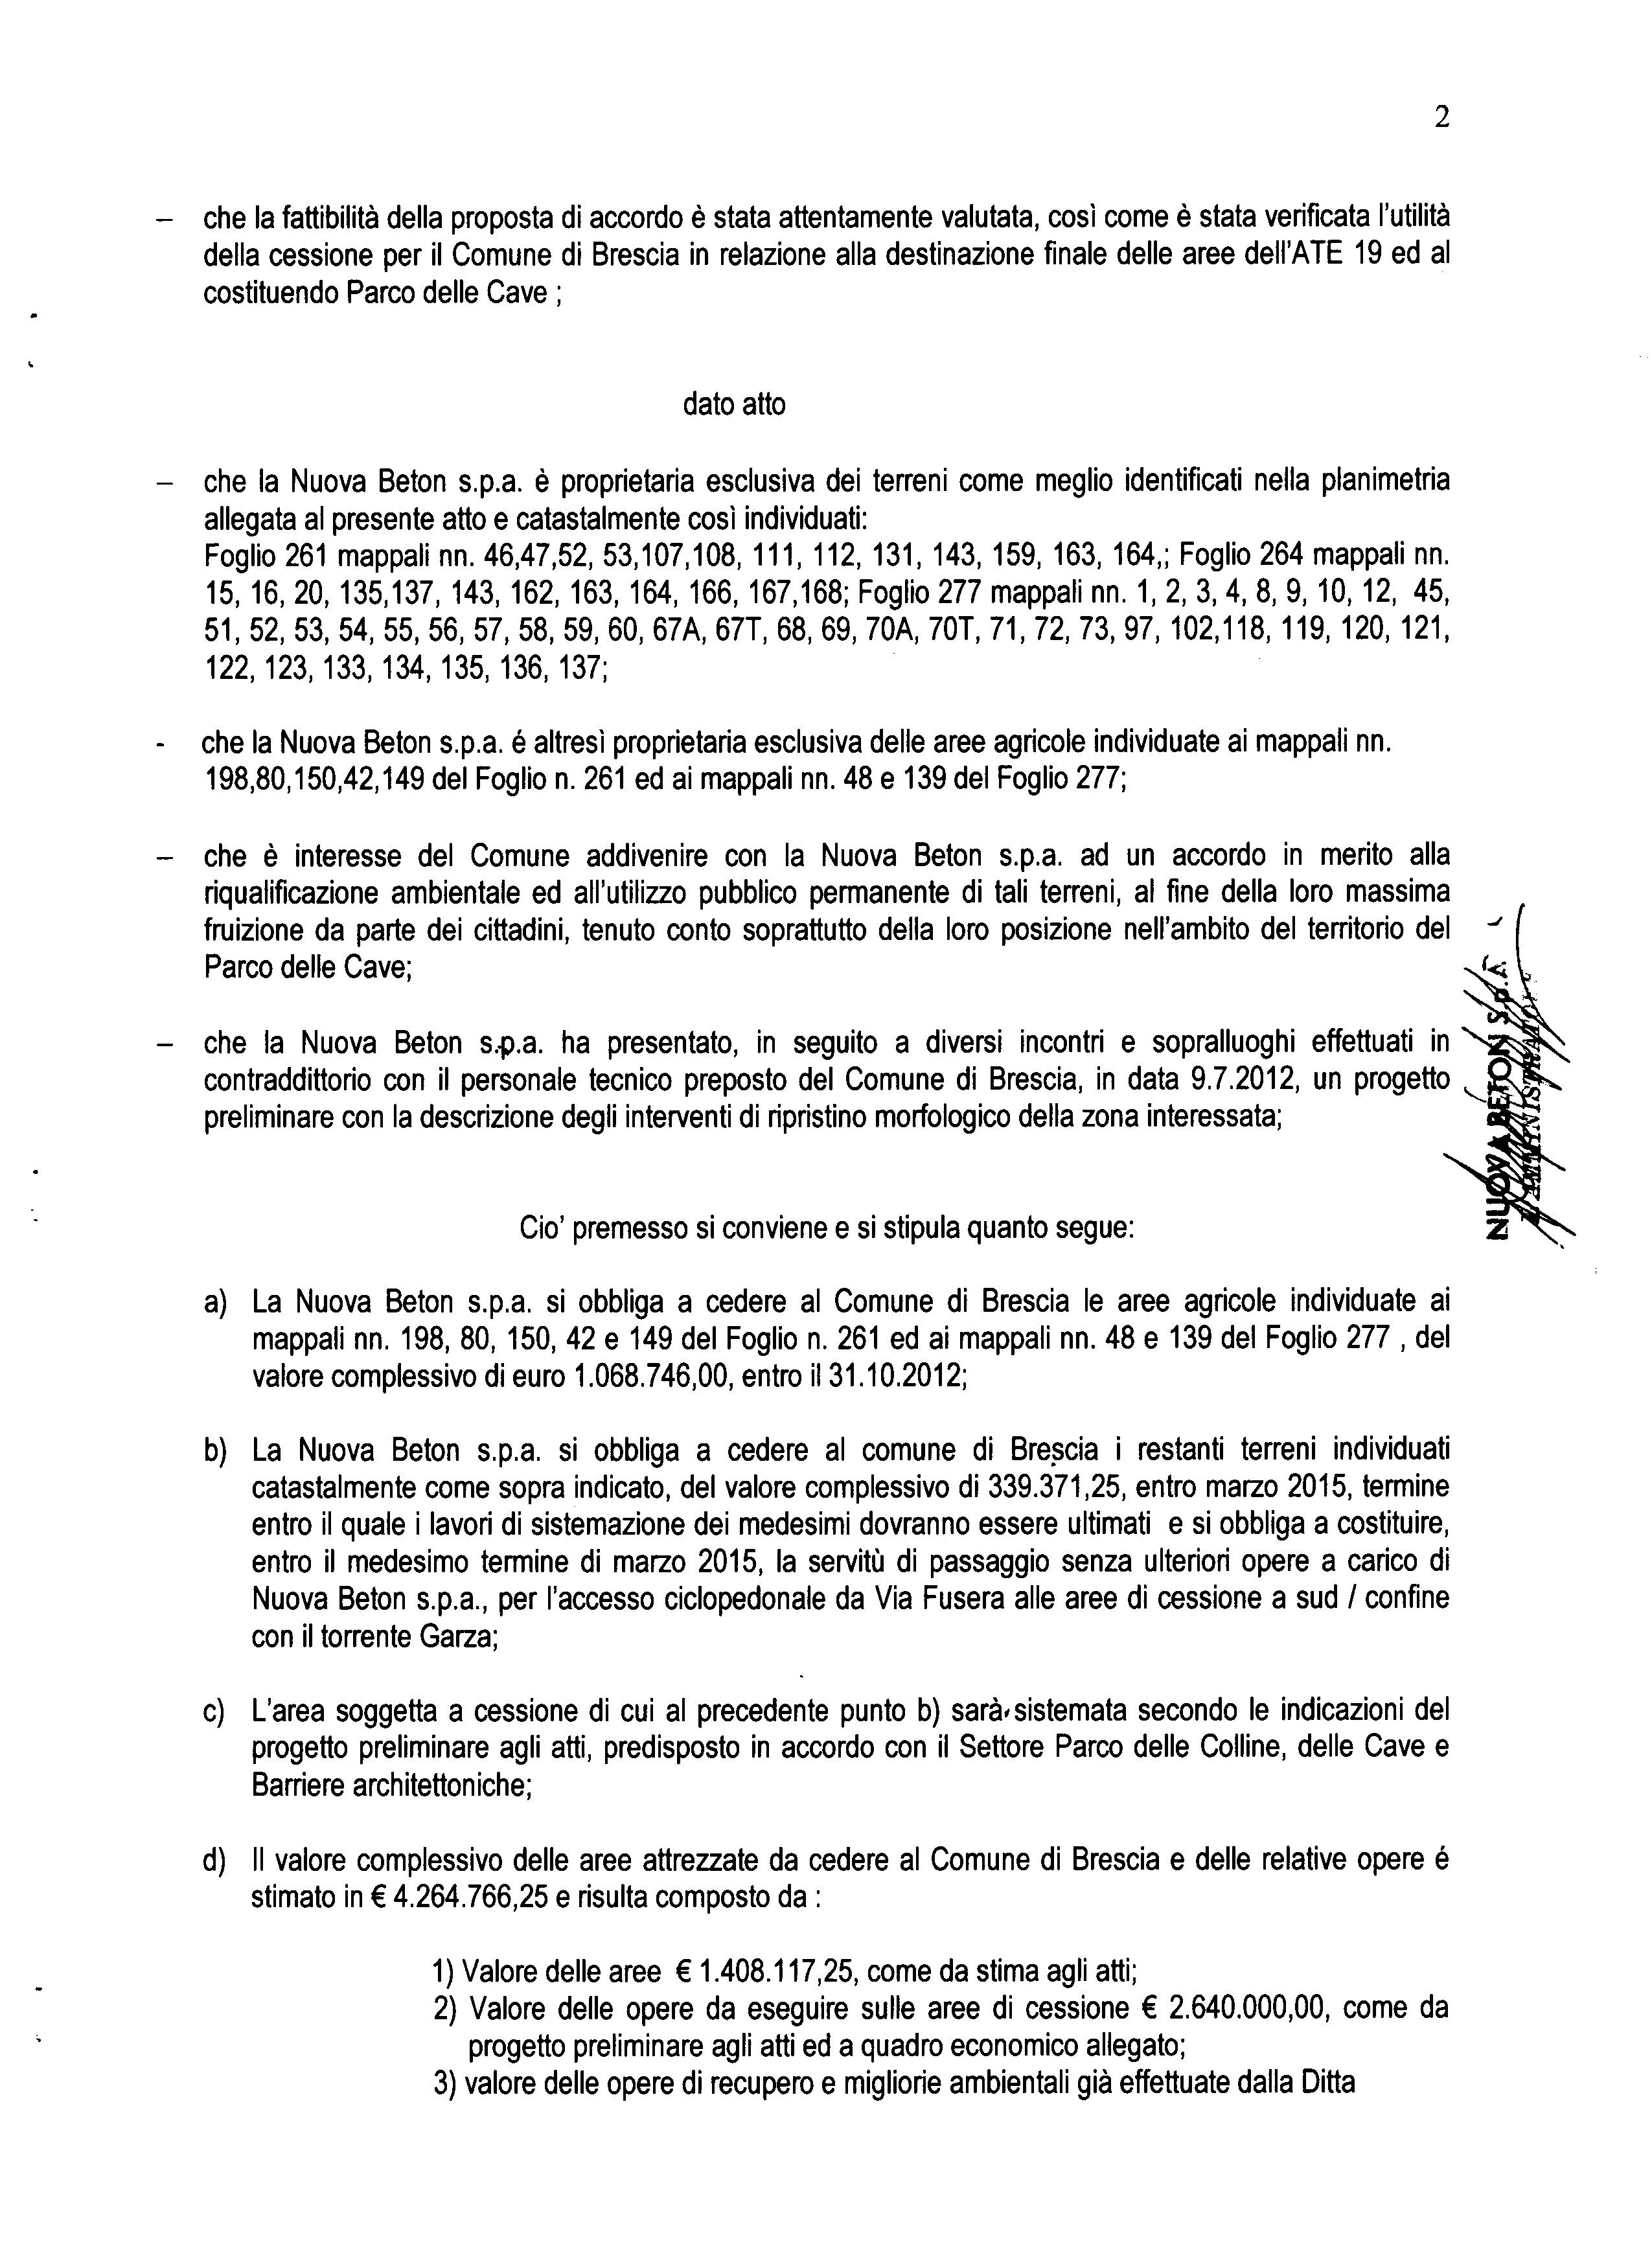 2
– che la fattibilità della proposta di accordo è stata attentamente valutata, così come è stata verificata l'utilità
della cessione per il Comune di Brescia in relazione alla destinazione finale delle aree dell'ATE 19 ed al
costituendo Parco delle Cave ;
dato atto
– che la Nuova Beton s.p.a. è proprietaria esclusiva dei terreni come meglio identificati nella planimetria
allegata al presente atto e catastalmente così individuati:
Foglio 261 mappali nn. 46,47,52, 53,107,108, 111, 112, 131, 143, 159, 163, 164,; Foglio 264 mappali nn.
15, 16, 20, 135,137, 143, 162, 163, 164, 166, 167,168; Foglio 277 mappali nn. 1, 2, 3, 4, 8, 9, 10, 12, 45,
51, 52, 53, 54, 55, 56, 57, 58, 59, 60, 67A, 67T, 68, 69, 70A, 70T, 71, 72, 73, 97, 102,118, 119, 120, 121,
122, 123, 133, 134, 135, 136, 137;
- che la Nuova Beton s.p.a. é altresì proprietaria esclusiva delle aree agricole individuate ai mappali nn.
198,80,150,42,149 del Foglio n. 261 ed ai mappali nn. 48 e 139 del Foglio 277;
– che è interesse del Comune addivenire con la Nuova Beton s.p.a. ad un accordo in merito alla
riqualificazione ambientale ed all'utilizzo pubblico permanente di tali terreni, al fine della loro massima
fruizione da parte dei cittadini, tenuto conto soprattutto della loro posizione nell'ambito del territorio del
Parco delle Cave;
– che la Nuova Beton s.p.a. ha presentato, in seguito a diversi incontri e sopralluoghi effettuati in
contraddittorio con il personale tecnico preposto del Comune di Brescia, in data 9.7.2012, un progetto
preliminare con la descrizione degli interventi di ripristino morfologico della zona interessata;
NUOVA BETON S.p.A.
AMMINISTRATORE
Cio' premesso si conviene e si stipula quanto segue:
a) La Nuova Beton s.p.a. si obbliga a cedere al Comune di Brescia le aree agricole individuate ai
mappali nn. 198, 80, 150, 42 e 149 del Foglio n. 261 ed ai mappali nn. 48 e 139 del Foglio 277 , del
valore complessivo di euro 1.068.746,00, entro il 31.10.2012;
b) La Nuova Beton s.p.a. si obbliga a cedere al comune di Brescia i restanti terreni individuati
catastalmente come sopra indicato, del valore complessivo di 339.371,25, entro marzo 2015, termine
entro il quale i lavori di sistemazione dei medesimi dovranno essere ultimati e si obbliga a costituire,
entro il medesimo termine di marzo 2015, la servitù di passaggio senza ulteriori opere a carico di
Nuova Beton s.p.a., per l'accesso ciclopedonale da Via Fusera alle aree di cessione a sud / confine
con il torrente Garza;
c) L'area soggetta a cessione di cui al precedente punto b) sarà sistemata secondo le indicazioni del
progetto preliminare agli atti, predisposto in accordo con il Settore Parco delle Colline, delle Cave e
Barriere architettoniche;
d) Il valore complessivo delle aree attrezzate da cedere al Comune di Brescia e delle relative opere é
stimato in € 4.264.766,25 e risulta composto da :
1) Valore delle aree € 1.408.117,25, come da stima agli atti;
2) Valore delle opere da eseguire sulle aree di cessione € 2.640.000,00, come da
progetto preliminare agli atti ed a quadro economico allegato;
3) valore delle opere di recupero e migliorie ambientali già effettuate dalla Ditta